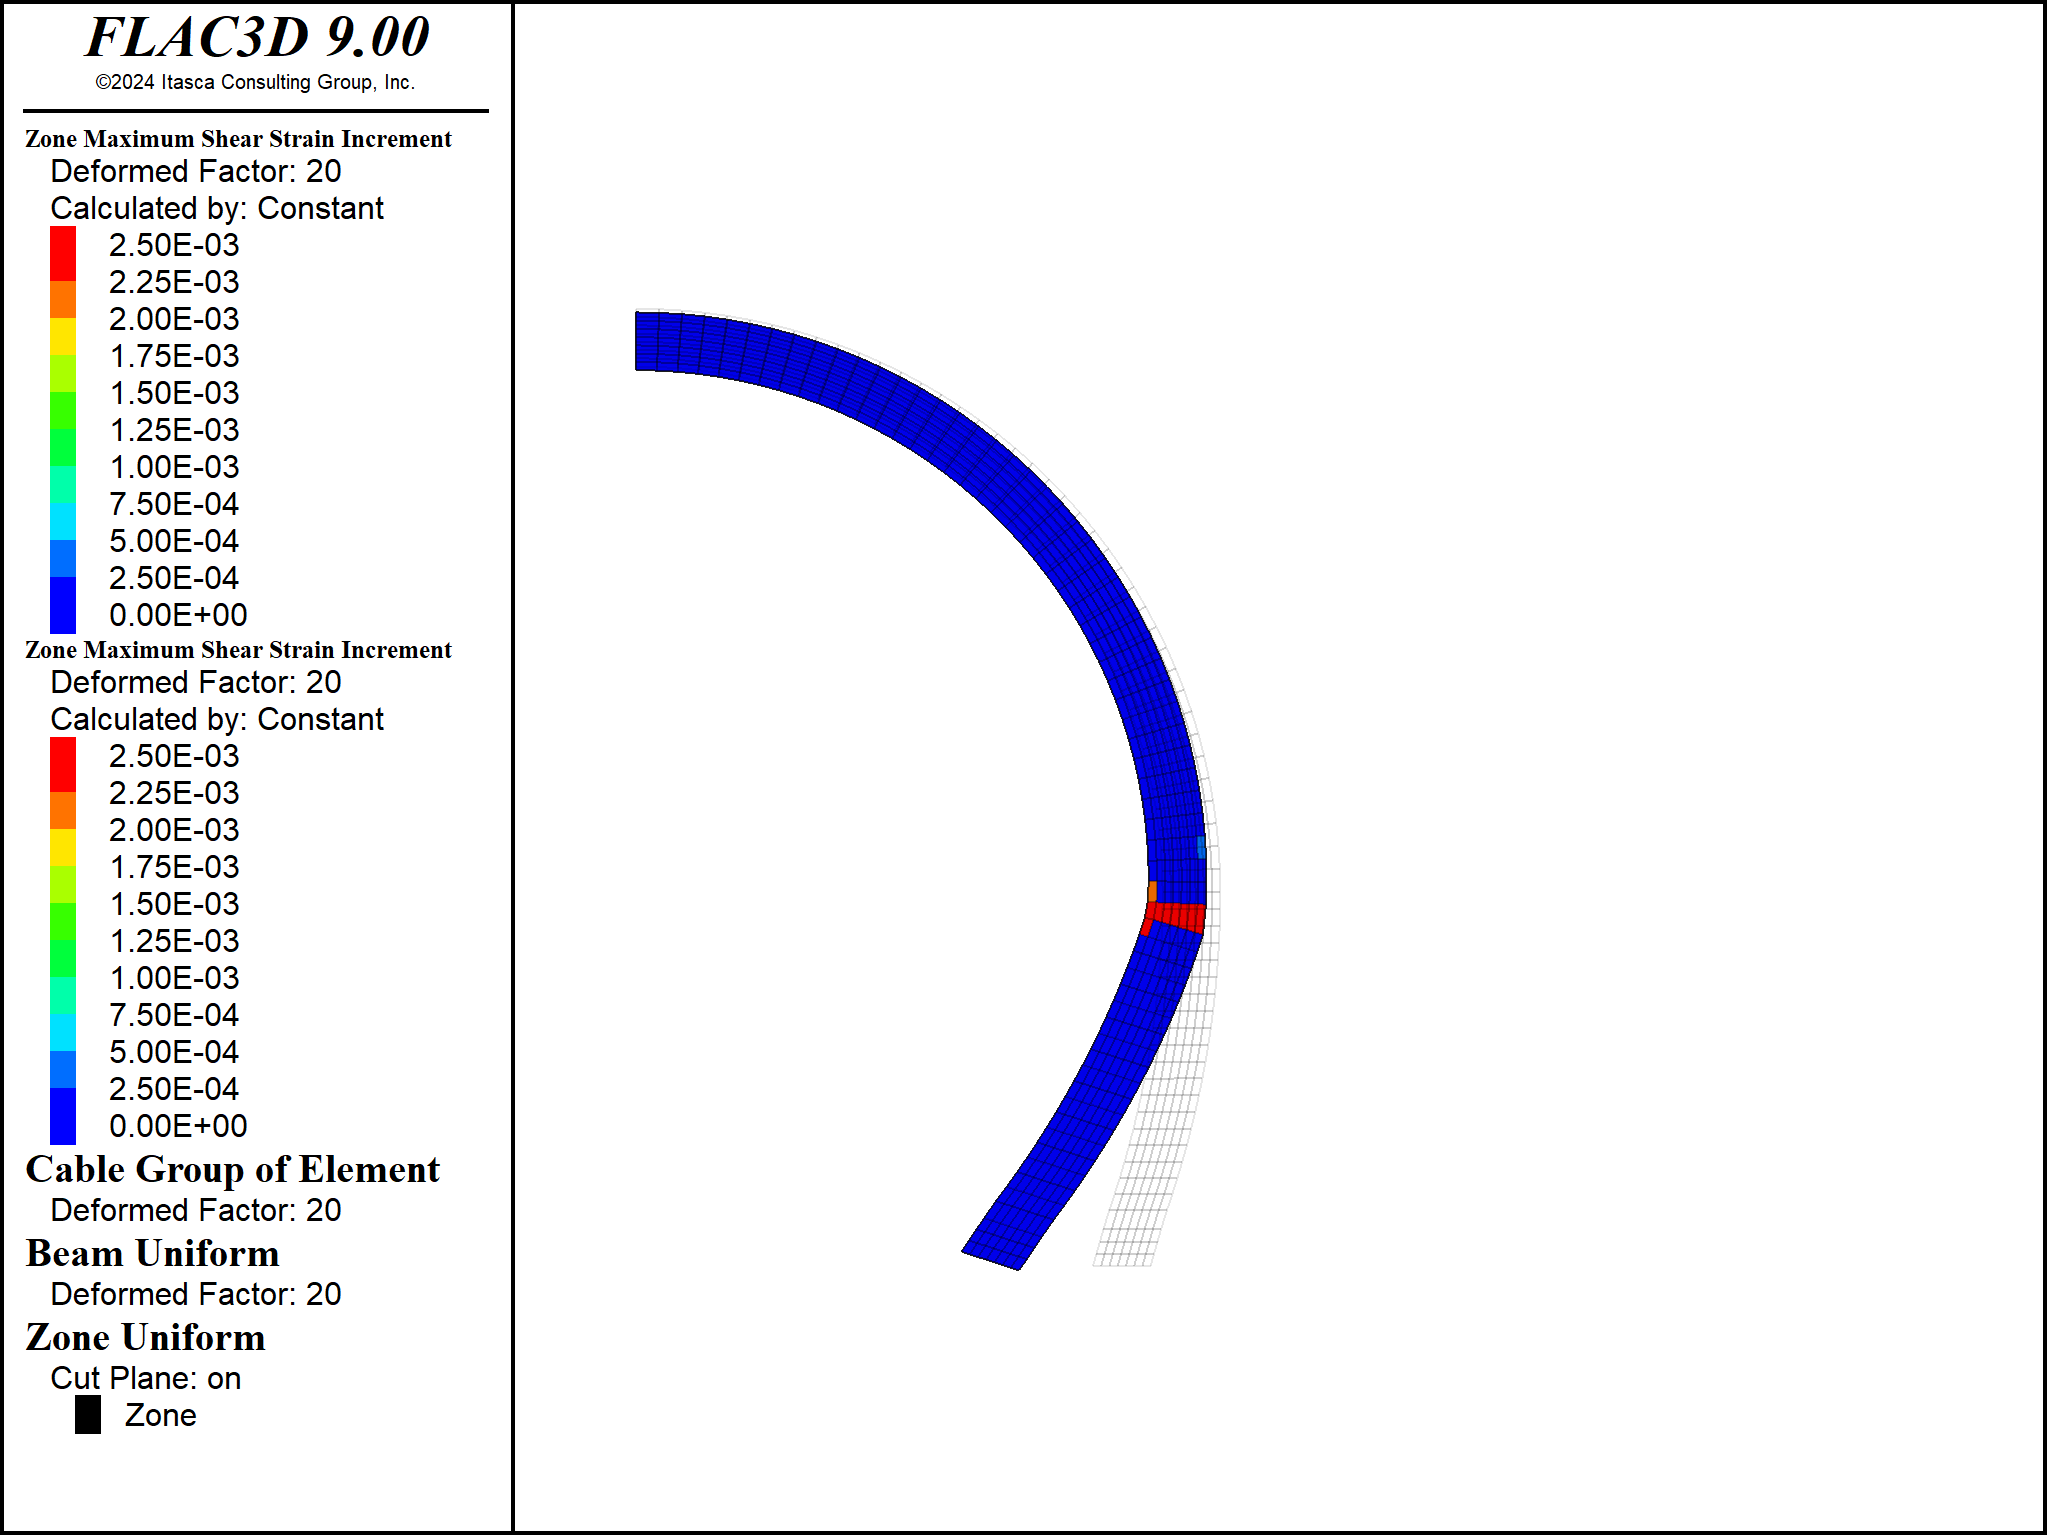 FLAC3D 9.00
©2024 Itasca Consulting Group, Inc.
Zone Maximum Shear Strain Increment
Deformed Factor: 20
Calculated by: Constant
2.50E-03
2.25E-03
2.00E-03
1.75E-03
1.50E-03
1.25E-03
1.00E-03
7.50E-04
5.00E-04
2.50E-04
0.00E+00
Zone Maximum Shear Strain Increment
Deformed Factor: 20
Calculated by: Constant
2.50E-03
2.25E-03
2.00E-03
1.75E-03
1.50E-03
1.25E-03
1.00E-03
7.50E-04
5.00E-04
2.50E-04
0.00E+00
Cable Group of Element
Deformed Factor: 20
Beam Uniform
Deformed Factor: 20
Zone Uniform
Cut Plane: on
Zone